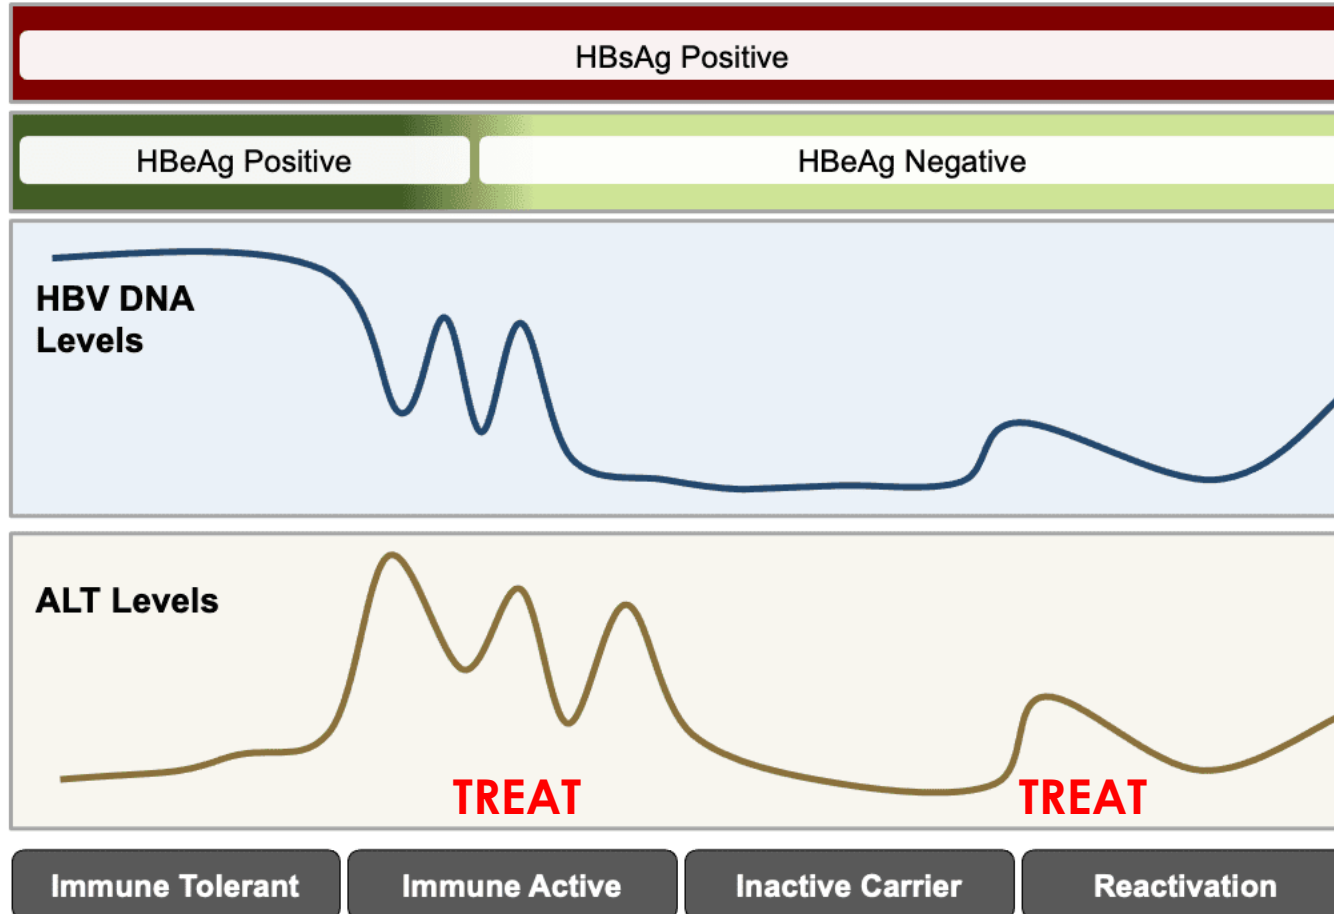 HBsAg Positive
HBeAg Positive
HBeAg Negative
HBV DNA
Levels
ALT Levels
TREAT
TREAT
Immune Tolerant
Immune Active
Inactive Carrier
Reactivation